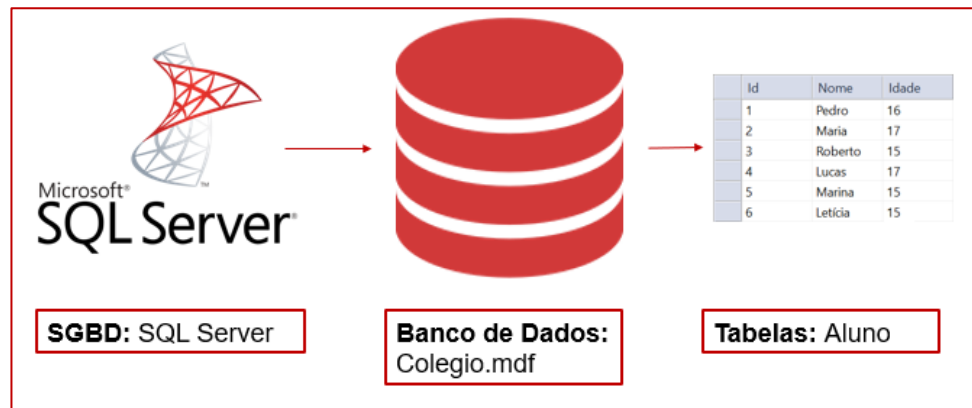 Microsoft®
SQL Server®
™
Id Nome Idade
1 Pedro 16
2 Maria 17
3 Roberto 15
4 Lucas 17
5 Marina 15
6 Letícia 15
SGBD: SQL Server
Banco de Dados:
Colegio.mdf
Tabelas: Aluno